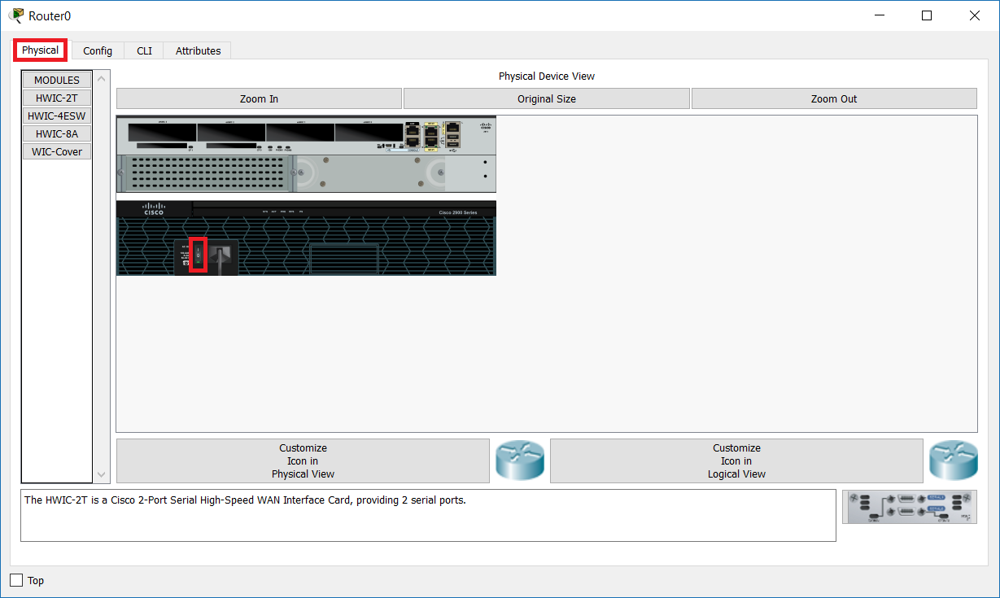 Router0
Physical
Config
CLI
Attributes
MODULES
HWIC-2T
HWIC-4ESW
HWIC-8A
WIC-Cover
Physical Device View
Zoom In
Original Size
Zoom Out
CISCO
Cisco 2900 Series
Customize
Icon in
Physical View
Customize
Icon in
Logical View
The HWIC-2T is a Cisco 2-Port Serial High-Speed WAN Interface Card, providing 2 serial ports.
Top